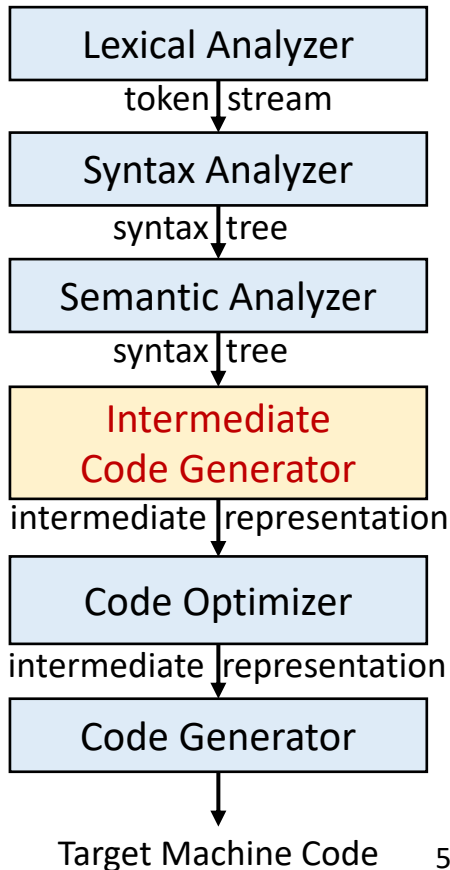 Lexical Analyzer
token stream
Syntax Analyzer
syntax tree
Semantic Analyzer
syntax tree
Intermediate
Code Generator
intermediate representation
Code Optimizer
intermediate representation
Code Generator
Target Machine Code 5